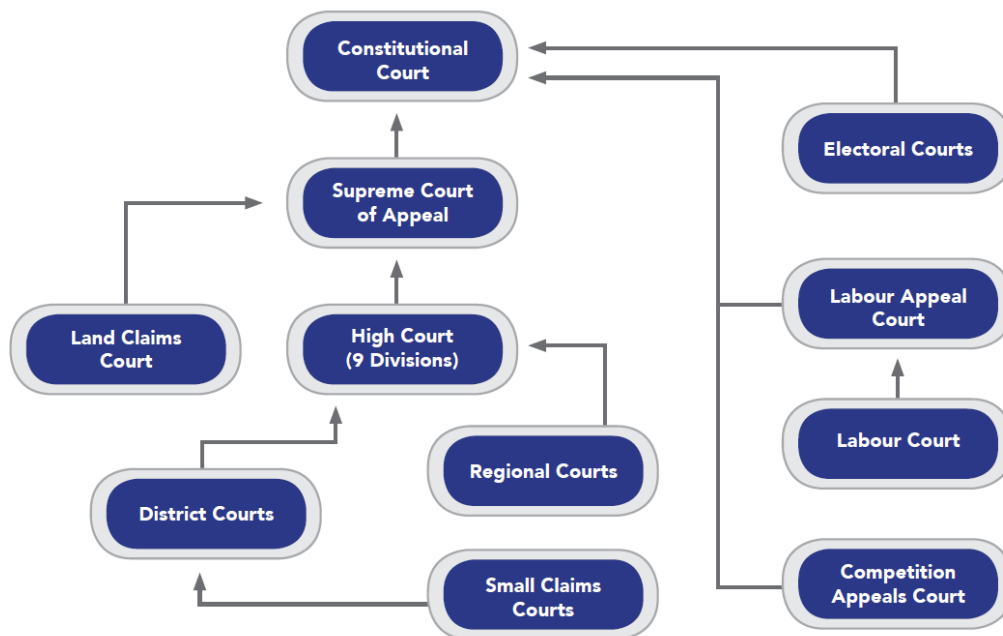 Constitutional
Court
Electoral Courts
Supreme Court
of Appeal
Labour Appeal
Court
Land Claims
Court
High Court
(9 Divisions)
Labour Court
Regional Courts
District Courts
Competition
Appeals Court
Small Claims
Courts